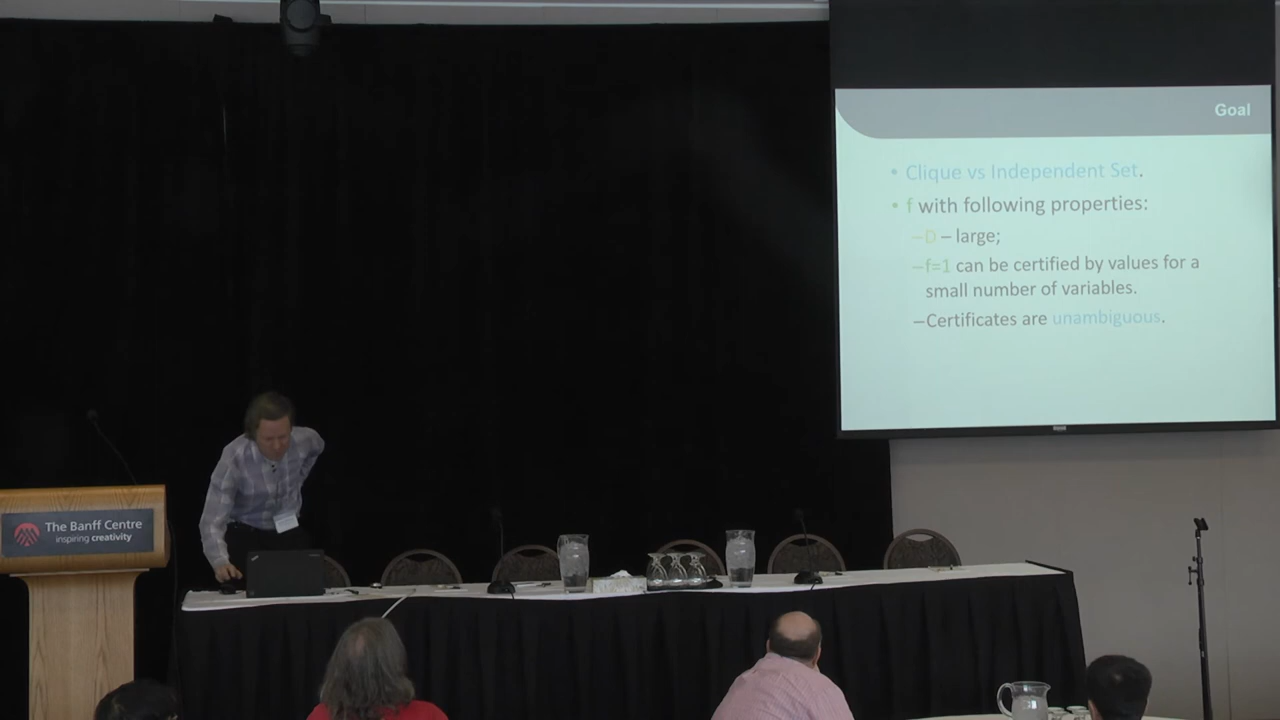 Goal
• Clique vs Independent Set.
• f with following properties:
–D – large;
–f=1 can be certified by values for a
small number of variables.
–Certificates are unambiguous.
The Banff Centre
inspiring creativity